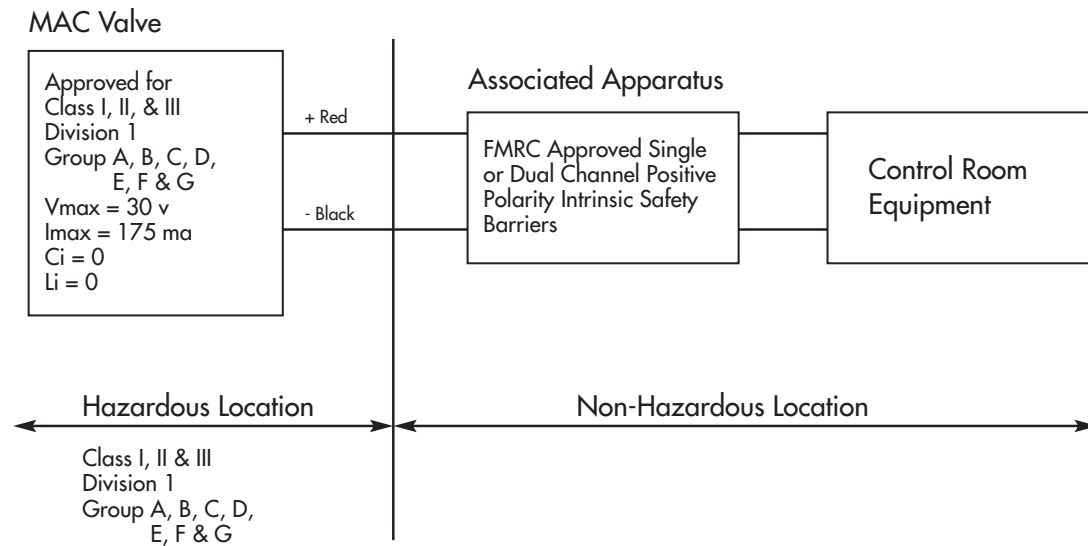 MAC Valve
Approved for
Class I, II, & III
Division 1
Group A, B, C, D,
E, F & G
Vmax = 30 v
Imax = 175 ma
Ci = 0
Li = 0
+ Red
- Black
Associated Apparatus
FMRC Approved Single
or Dual Channel Positive
Polarity Intrinsic Safety
Barriers
Control Room
Equipment
Hazardous Location
Non-Hazardous Location
Class I, II & III
Division 1
Group A, B, C, D,
E, F & G